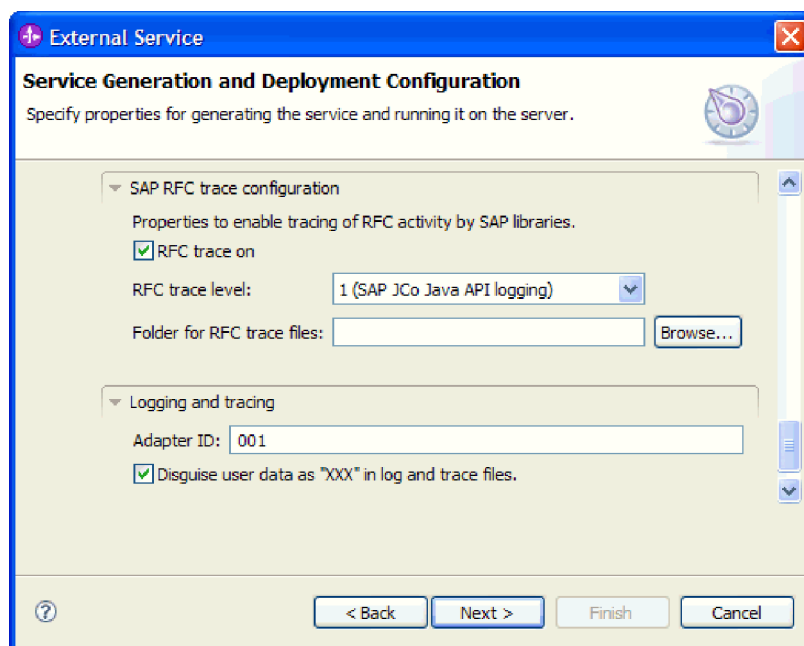 External Service
Service Generation and Deployment Configuration
Specify properties for generating the service and running it on the server.
SAP RFC trace configuration
Properties to enable tracing of RFC activity by SAP libraries.
RFC trace on
RFC trace level: 1 (SAP JCo Java API logging)
Folder for RFC trace files: Browse...
Logging and tracing
Adapter ID: 001
Disguise user data as "XXX" in log and trace files.
? < Back Next > Finish Cancel